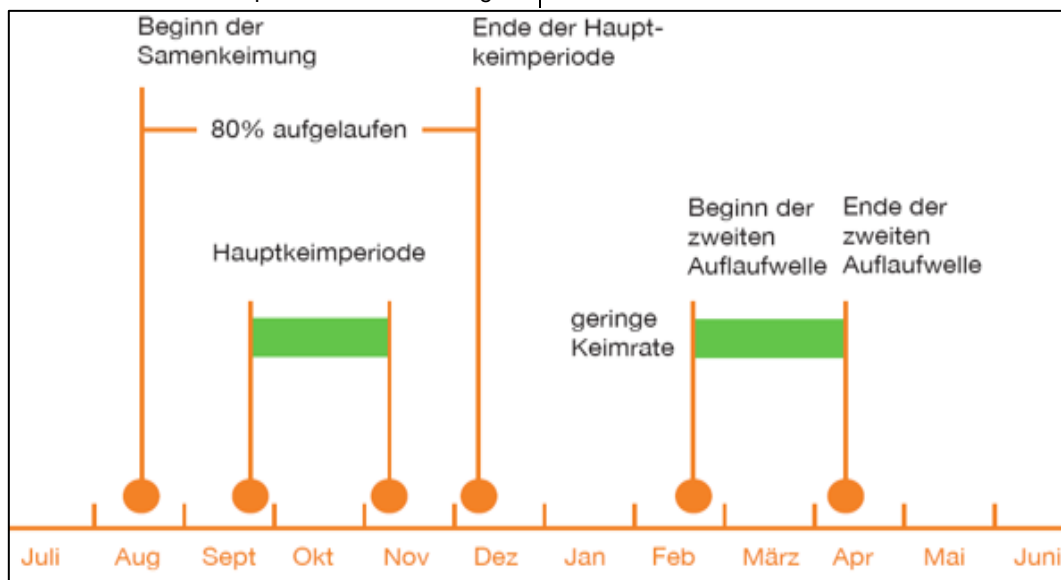 Beginn der
Samenkeimung
Ende der Haupt-
keimperiode
80% aufgelaufen
Hauptkeimperiode
Beginn der
zweiten
Auflaufwelle
Ende der
zweiten
Auflaufwelle
geringe
Keimrate
Juli Aug Sept Okt Nov Dez Jan Feb März Apr Mai Juni